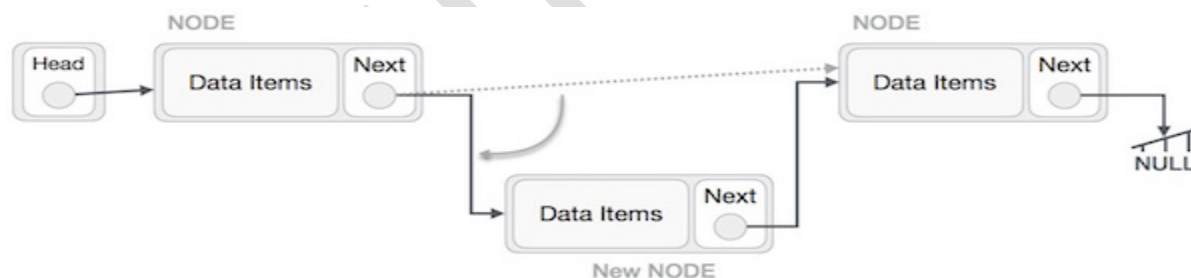 NODE
NODE
Head
Data Items
Next
Data Items
Next
NULL
Data Items
Next
New NODE